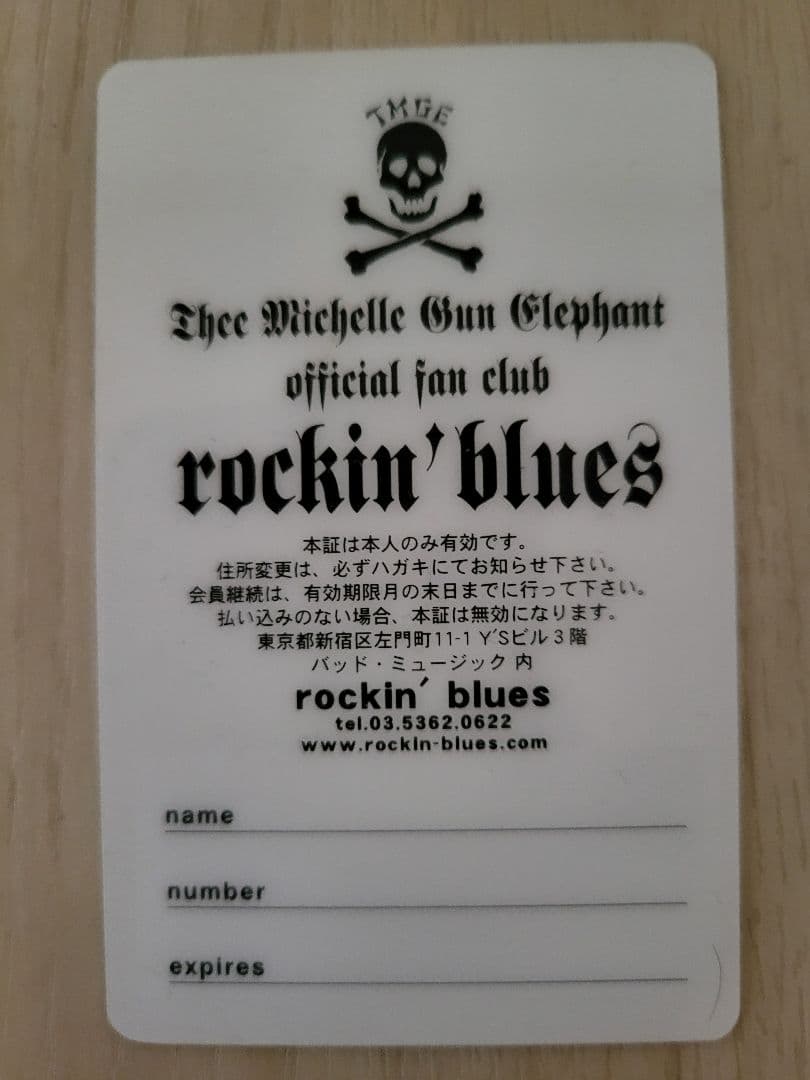 TMGE
Thee Michelle Gun Elephant
official fan club
rockin' blues
本証は本人のみ有効です。
住所変更は、必ずハガキにてお知らせ下さい。
会員継続は、有効期限月の末日までに行って下さい。
払い込みのない場合、本証は無効になります。
東京都新宿区左門町11-1 Y'Sビル3階
バッド・ミュージック 内
rockin' blues
tel.03.5362.0622
www.rockin-blues.com
name
number
expires